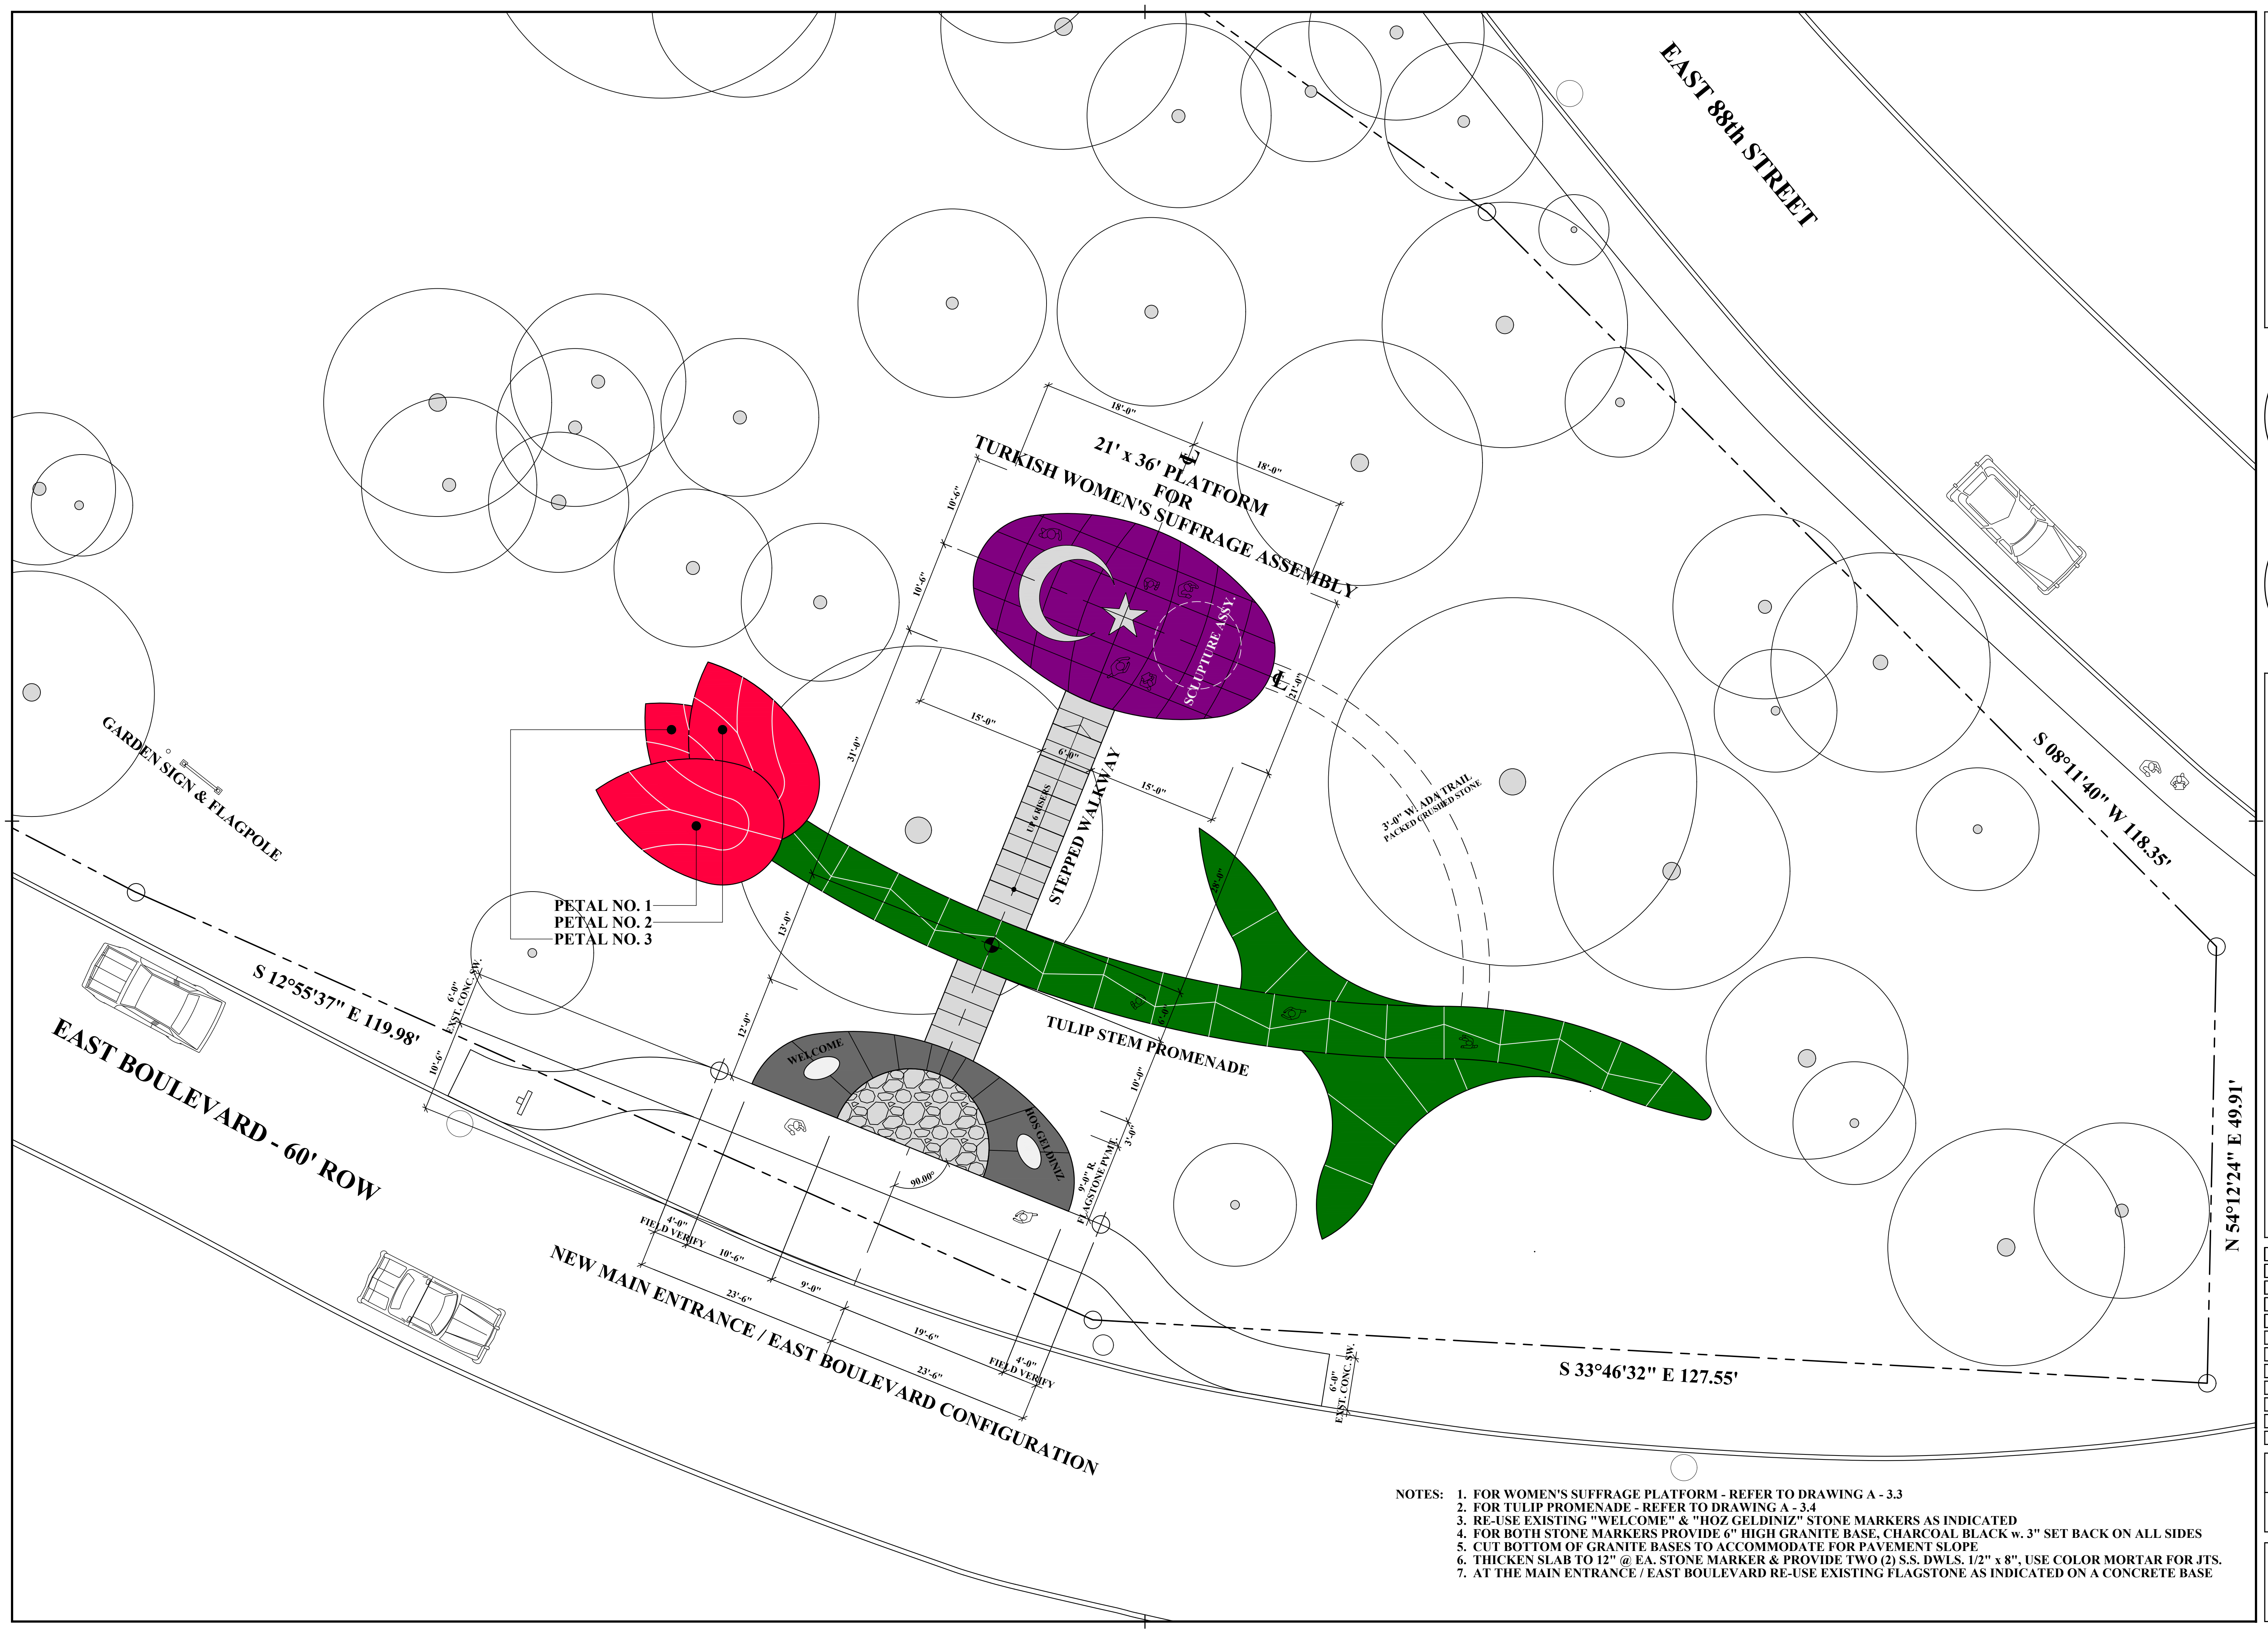 EAST 88th STREET
18'-0"
18'-0"
21' x 36' PLATFORM
FOR
TURKISH WOMEN'S SUFFRAGE ASSEMBLY
10'-6"
10'-6"
SCLUPTURE ASSY.
21'-0"
31'-0"
15'-0"
6'-0"
15'-0"
UP 6 RISERS
STEPPED WALKWAY
3'-0" W. ADA TRAIL
PACKED CRUSHED STONE
28'-0"
GARDEN SIGN & FLAGPOLE
PETAL NO. 1
PETAL NO. 2
PETAL NO. 3
13'-0"
12'-0"
6'-0"
TULIP STEM PROMENADE
10'-0"
3'-0"
9'-0" R.
FLAGSTONE PVMT.
WELCOME
HOS GELDINIZ
90.00°
S 12°55'37" E 119.98'
EAST BOULEVARD - 60' ROW
6'-0"
EXST. CONC. SW.
10'-6"
4'-0"
FIELD VERIFY
10'-6"
9'-0"
23'-6"
19'-6"
4'-0"
FIELD VERIFY
23'-6"
NEW MAIN ENTRANCE / EAST BOULEVARD CONFIGURATION
6'-0"
EXST. CONC. SW.
S 33°46'32" E 127.55'
S 08°11'40" W 118.35'
N 54°12'24" E 49.91'
NOTES: 1. FOR WOMEN'S SUFFRAGE PLATFORM - REFER TO DRAWING A - 3.3
2. FOR TULIP PROMENADE - REFER TO DRAWING A - 3.4
3. RE-USE EXISTING "WELCOME" & "HOZ GELDINIZ" STONE MARKERS AS INDICATED
4. FOR BOTH STONE MARKERS PROVIDE 6" HIGH GRANITE BASE, CHARCOAL BLACK w. 3" SET BACK ON ALL SIDES
5. CUT BOTTOM OF GRANITE BASES TO ACCOMMODATE FOR PAVEMENT SLOPE
6. THICKEN SLAB TO 12" @ EA. STONE MARKER & PROVIDE TWO (2) S.S. DWLS. 1/2" x 8", USE COLOR MORTAR FOR JTS.
7. AT THE MAIN ENTRANCE / EAST BOULEVARD RE-USE EXISTING FLAGSTONE AS INDICATED ON A CONCRETE BASE